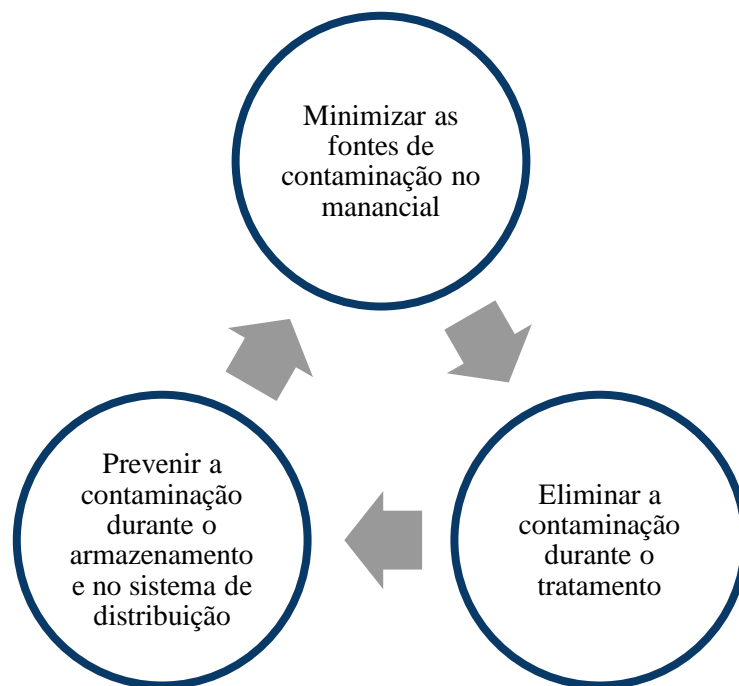 Minimizar as
fontes de
contaminação no
manancial
Prevenir a
contaminação
durante o
armazenamento
e no sistema de
distribuição
Eliminar a
contaminação
durante o
tratamento